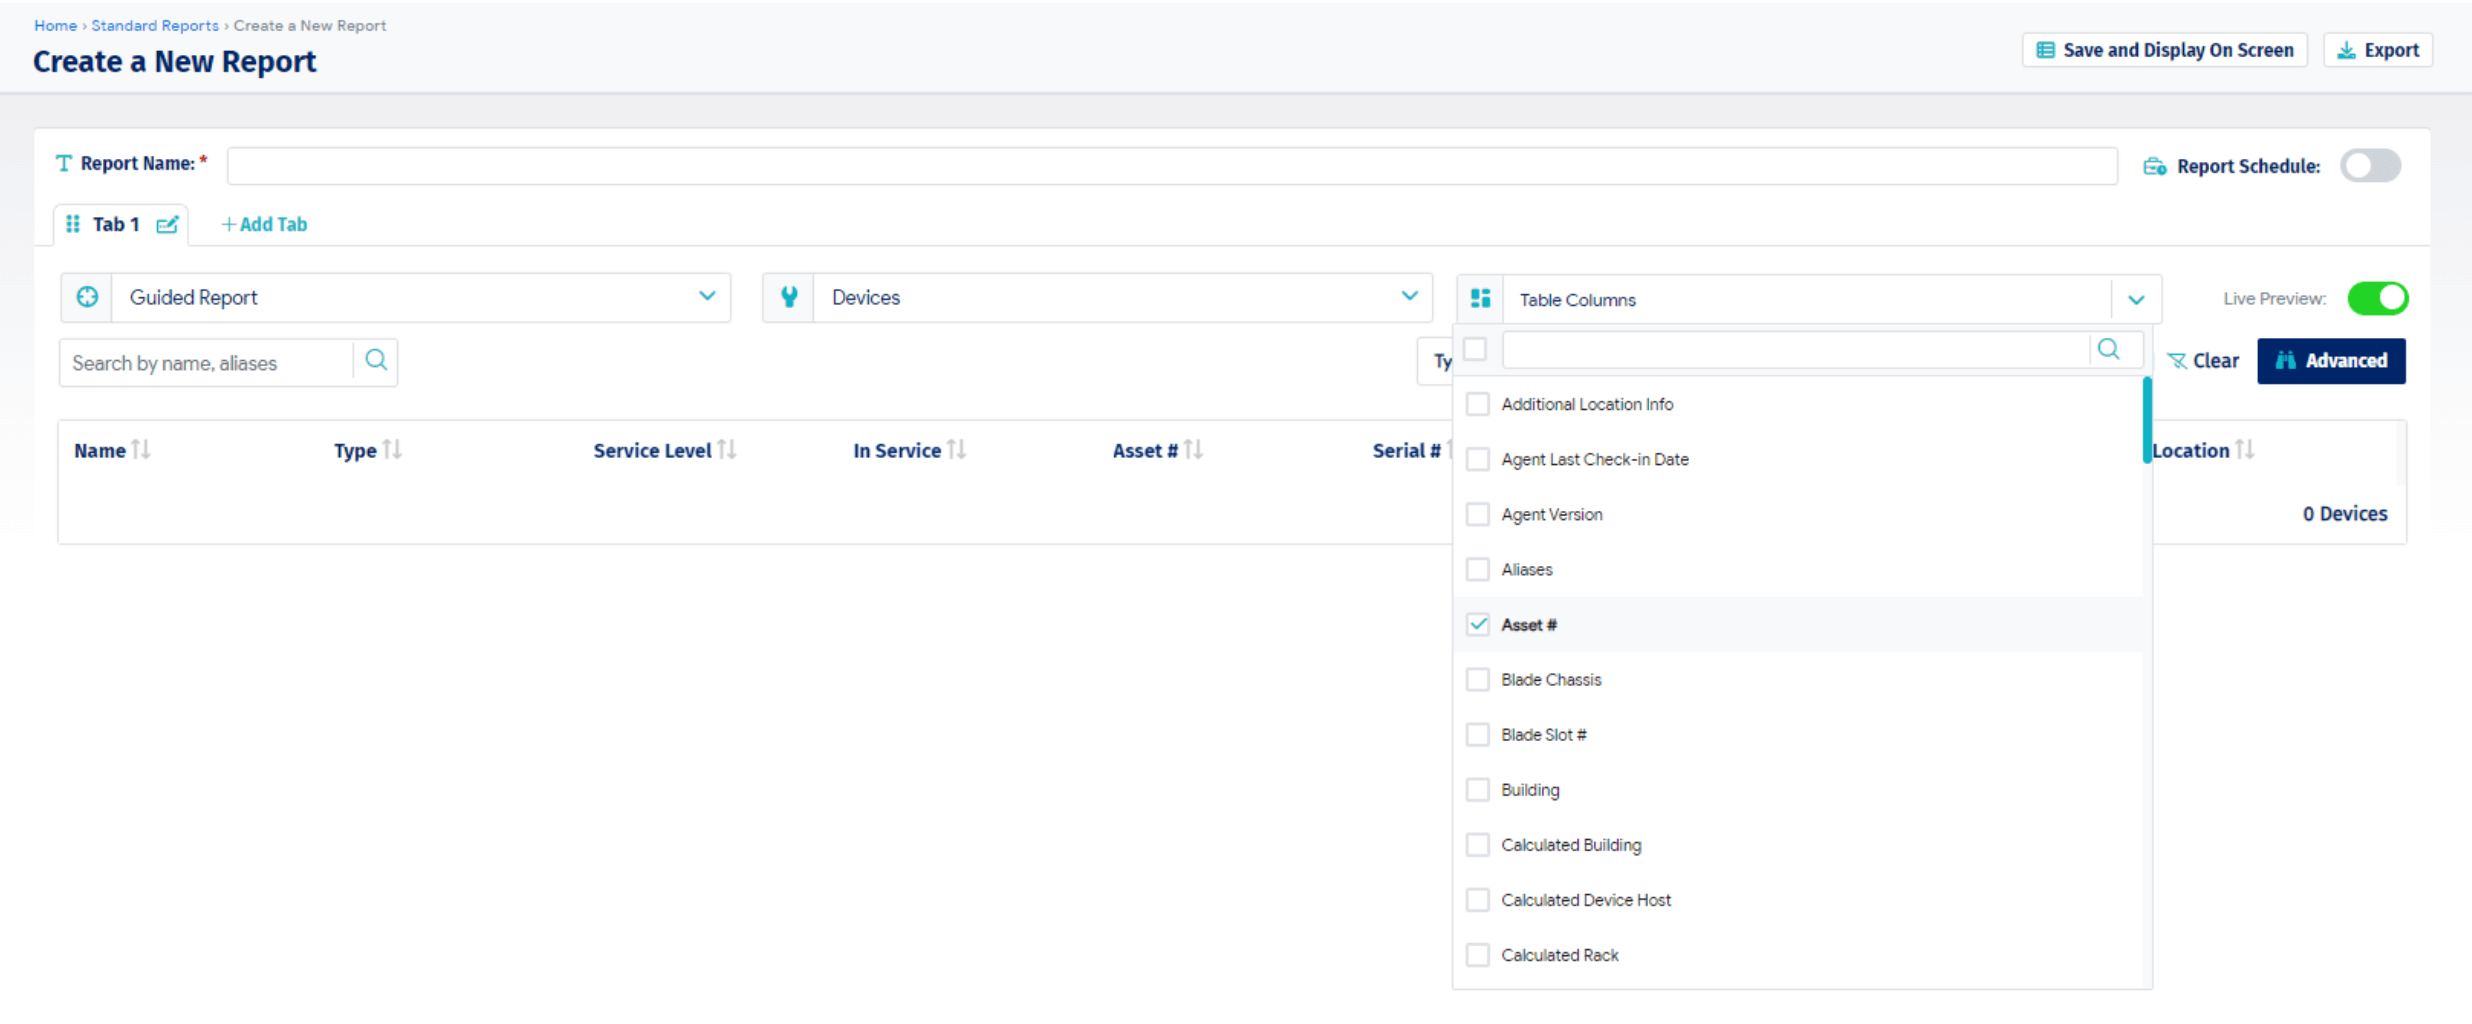 Home › Standard Reports › Create a New Report
Create a New Report
Save and Display On Screen
Export
Report Name: *
Report Schedule:
Tab 1
+ Add Tab
Guided Report
Devices
Table Columns
Live Preview:
Search by name, aliases
Ty
Clear
Advanced
Name Type Service Level In Service Asset # Serial # Location
0 Devices
Additional Location Info
Agent Last Check-in Date
Agent Version
Aliases
Asset #
Blade Chassis
Blade Slot #
Building
Calculated Building
Calculated Device Host
Calculated Rack